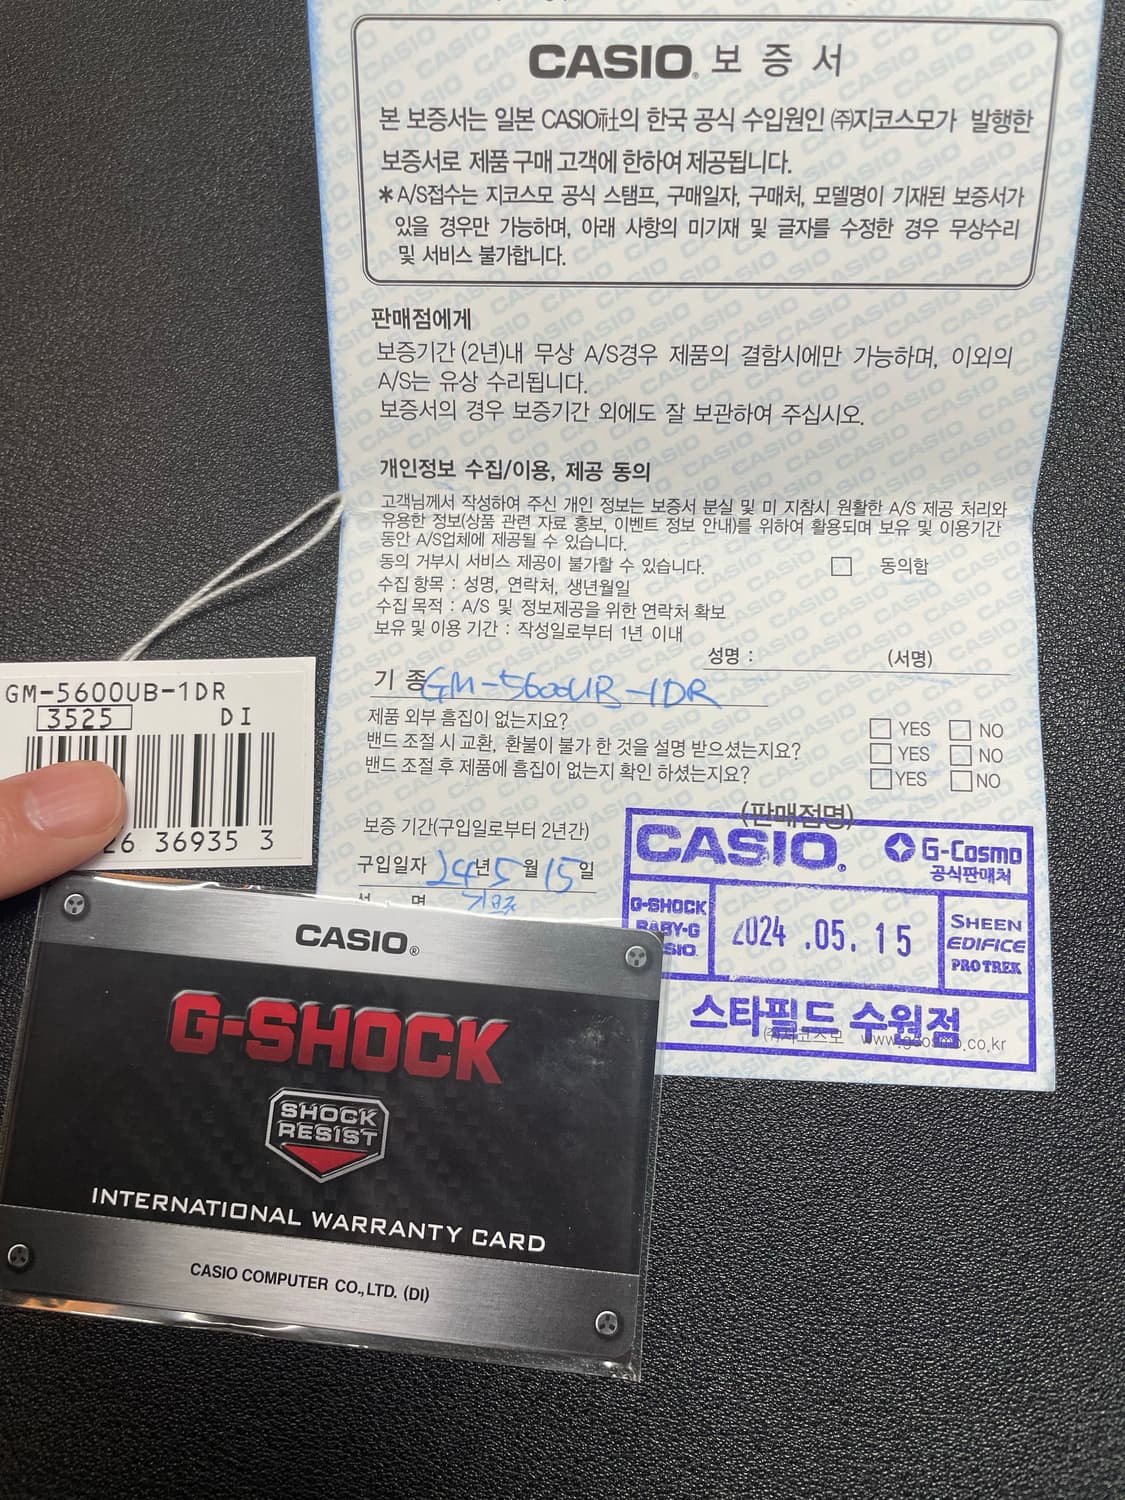 CASIO® 보 증 서
본 보증서는 일본 CASIO社의 한국 공식 수입원인 ㈜지코스모가 발행한
보증서로 제품 구매 고객에 한하여 제공됩니다.
* A/S접수는 지코스모 공식 스탬프, 구매일자, 구매처, 모델명이 기재된 보증서가
있을 경우만 가능하며, 아래 사항의 미기재 및 글자를 수정한 경우 무상수리
및 서비스 불가합니다.
판매점에게
보증기간 (2년)내 무상 A/S경우 제품의 결함시에만 가능하며, 이외의
A/S는 유상 수리됩니다.
보증서의 경우 보증기간 외에도 잘 보관하여 주십시오.
개인정보 수집/이용, 제공 동의
고객님께서 작성하여 주신 개인 정보는 보증서 분실 및 미 지참시 원활한 A/S 제공 처리와
유용한 정보(상품 관련 자료 홍보, 이벤트 정보 안내)를 위하여 활용되며 보유 및 이용기간
동안 A/S업체에 제공될 수 있습니다.
동의 거부시 서비스 제공이 불가할 수 있습니다. □ 동의함
수집 항목 : 성명, 연락처, 생년월일
수집 목적 : A/S 및 정보제공을 위한 연락처 확보
보유 및 이용 기간 : 작성일로부터 1년 이내
성명 : (서명)
기 종 GM-5600UB-1DR
제품 외부 흠집이 없는지요? □ YES □ NO
밴드 조절 시 교환, 환불이 불가 한 것을 설명 받으셨는지요? □ YES □ NO
밴드 조절 후 제품에 흠집이 없는지 확인 하셨는지요? □ YES □ NO
(판매점명)
보증 기간(구입일로부터 2년간)
구입일자 24년 5월 15일
성 명
CASIO® G-Cosmo
공식판매처
G-SHOCK
BABY-G
SIO
2024 .05. 15
SHEEN
EDIFICE
PRO TREK
스타필드 수원점
㈜지코스모 www.gcosmo.co.kr
GM-5600UB-1DR
3525 DI
26 36935 3
CASIO®
G-SHOCK
SHOCK
RESIST
INTERNATIONAL WARRANTY CARD
CASIO COMPUTER CO.,LTD. (DI)